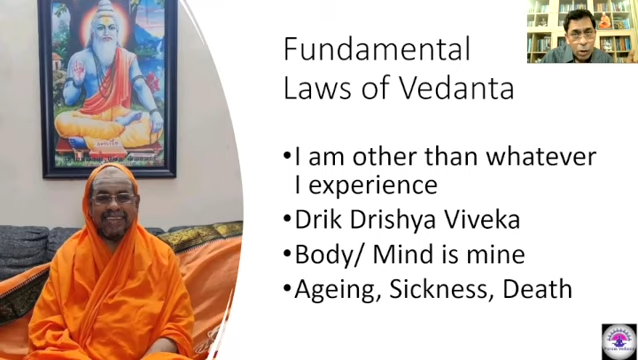 Fundamental
Laws of Vedanta
•I am other than whatever
I experience
•Drik Drishya Viveka
•Body/ Mind is mine
•Ageing, Sickness, Death